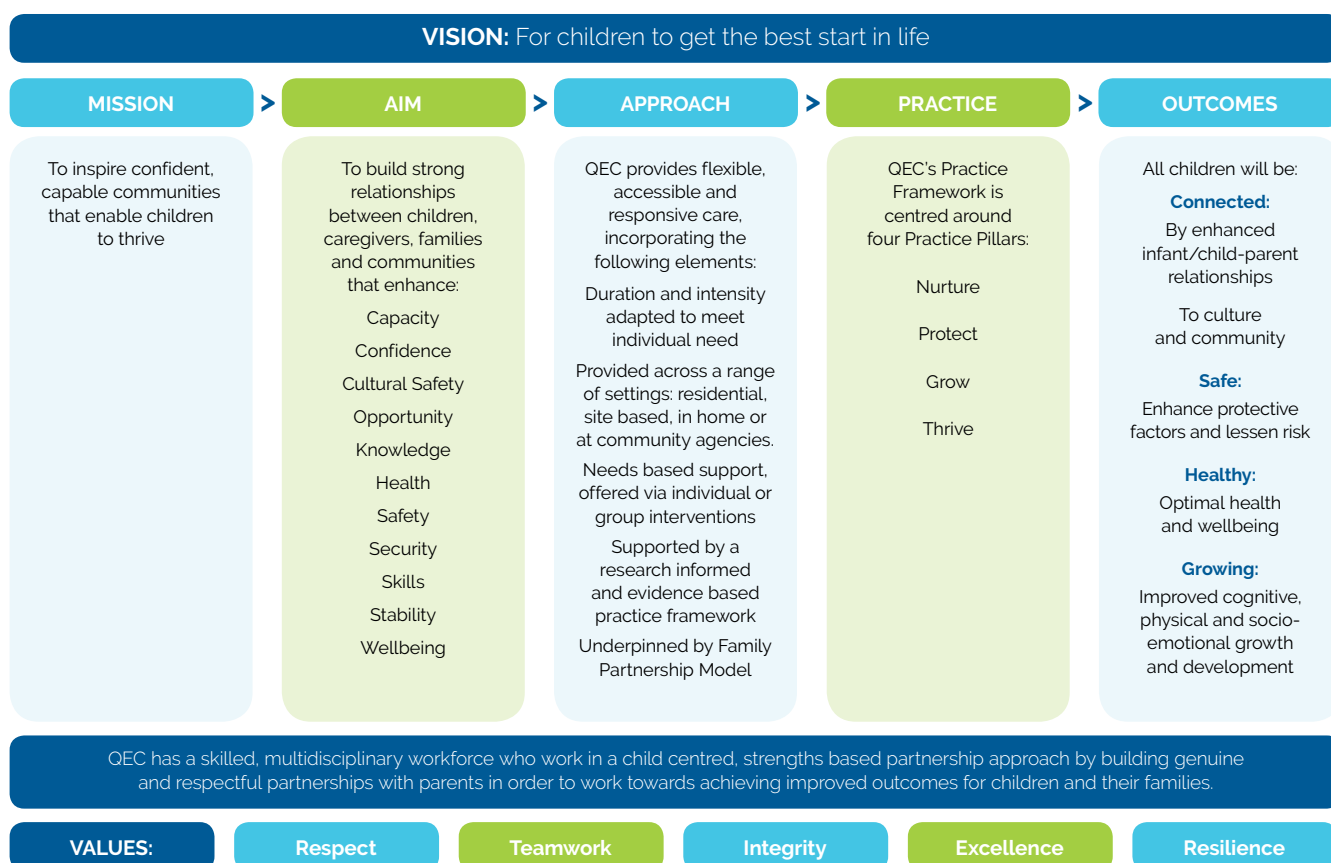 VISION: For children to get the best start in life
MISSION
>
AIM
>
APPROACH
>
PRACTICE
>
OUTCOMES
To inspire confident,
capable communities
that enable children
to thrive
To build strong
relationships
between children,
caregivers, families
and communities
that enhance:
Capacity
Confidence
Cultural Safety
Opportunity
Knowledge
Health
Safety
Security
Skills
Stability
Wellbeing
QEC provides flexible,
accessible and
responsive care,
incorporating the
following elements:
Duration and intensity
adapted to meet
individual need
Provided across a range
of settings: residential,
site based, in home or
at community agencies.
Needs based support,
offered via individual or
group interventions
Supported by a
research informed
and evidence based
practice framework
Underpinned by Family
Partnership Model
QEC's Practice
Framework is
centred around
four Practice Pillars:
Nurture
Protect
Grow
Thrive
All children will be:
Connected:
By enhanced
infant/child-parent
relationships
To culture
and community
Safe:
Enhance protective
factors and lessen risk
Healthy:
Optimal health
and wellbeing
Growing:
Improved cognitive,
physical and socio-
emotional growth
and development
QEC has a skilled, multidisciplinary workforce who work in a child centred, strengths based partnership approach by building genuine
and respectful partnerships with parents in order to work towards achieving improved outcomes for children and their families.
VALUES:
Respect
Teamwork
Integrity
Excellence
Resilience